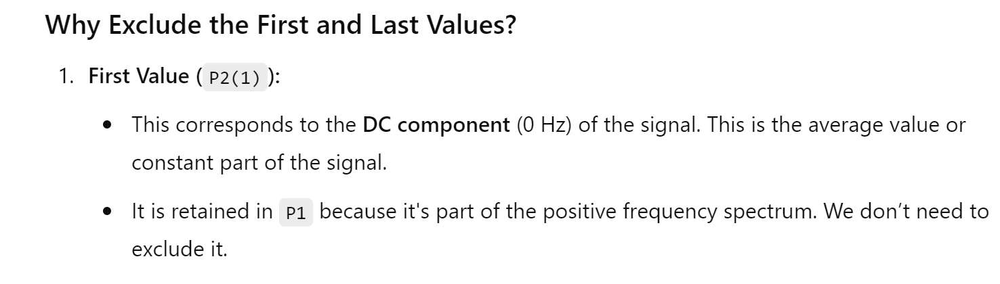 Why Exclude the First and Last Values?
1. First Value ( P2(1) ):
• This corresponds to the DC component (0 Hz) of the signal. This is the average value or
constant part of the signal.
• It is retained in P1 because it's part of the positive frequency spectrum. We don’t need to
exclude it.